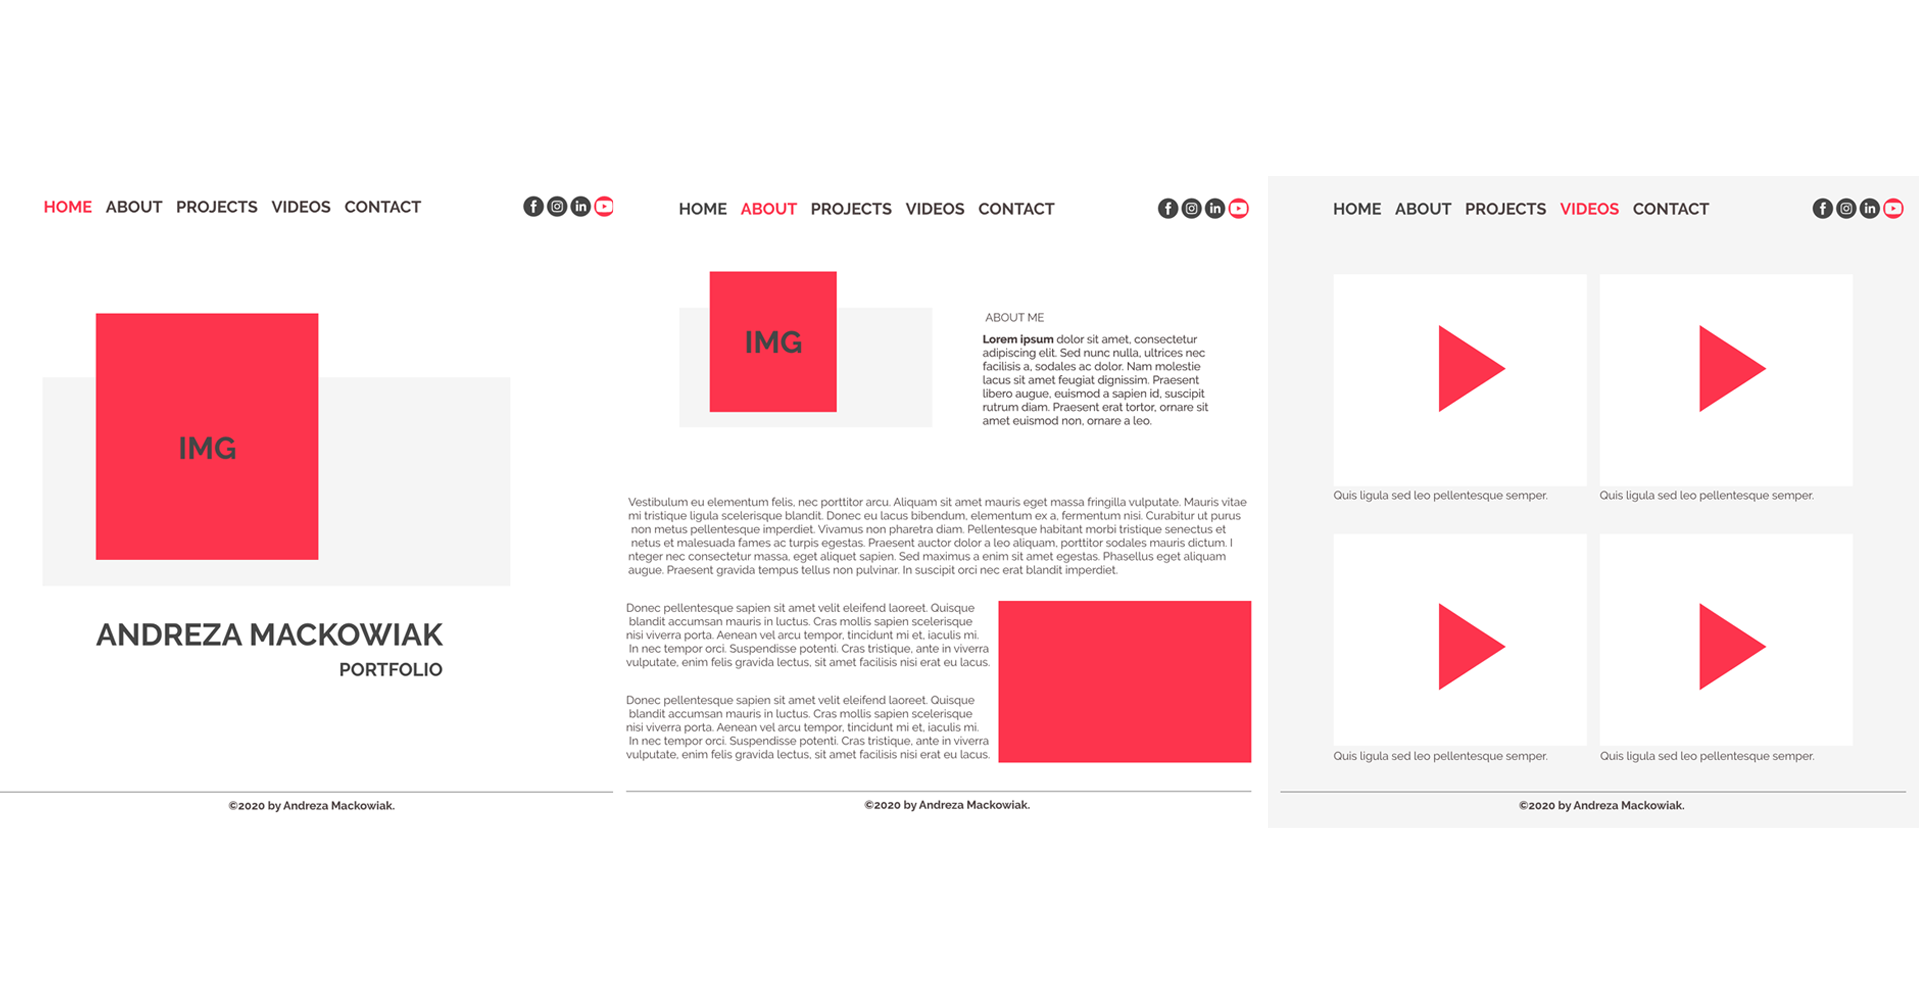 HOME ABOUT PROJECTS VIDEOS CONTACT
IMG
ANDREZA MACKOWIAK
PORTFOLIO
©2020 by Andreza Mackowiak.
HOME ABOUT PROJECTS VIDEOS CONTACT
IMG
ABOUT ME
Lorem ipsum dolor sit amet, consectetur
adipiscing elit. Sed nunc nulla, ultrices nec
facilisis a, sodales ac dolor. Nam molestie
lacus sit amet feugiat dignissim. Praesent
libero augue, euismod a sapien id, suscipit
rutrum diam. Praesent erat tortor, ornare sit
amet euismod non, ornare a leo.
Vestibulum eu elementum felis, nec porttitor arcu. Aliquam sit amet mauris eget massa fringilla vulputate. Mauris vitae
mi tristique ligula scelerisque blandit. Donec eu lacus bibendum, elementum ex a, fermentum nisi. Curabitur ut purus
non metus pellentesque imperdiet. Vivamus non pharetra diam. Pellentesque habitant morbi tristique senectus et
netus et malesuada fames ac turpis egestas. Praesent auctor dolor a leo aliquam, porttitor sodales mauris dictum. I
nteger nec consectetur massa, eget aliquet sapien. Sed maximus a enim sit amet egestas. Phasellus eget aliquam
augue. Praesent gravida tempus tellus non pulvinar. In suscipit orci nec erat blandit imperdiet.
Donec pellentesque sapien sit amet velit eleifend laoreet. Quisque
blandit accumsan mauris in luctus. Cras mollis sapien scelerisque
nisi viverra porta. Aenean vel arcu tempor, tincidunt mi et, iaculis mi.
In nec tempor orci. Suspendisse potenti. Cras tristique, ante in viverra
vulputate, enim felis gravida lectus, sit amet facilisis nisi erat eu lacus.
Donec pellentesque sapien sit amet velit eleifend laoreet. Quisque
blandit accumsan mauris in luctus. Cras mollis sapien scelerisque
nisi viverra porta. Aenean vel arcu tempor, tincidunt mi et, iaculis mi.
In nec tempor orci. Suspendisse potenti. Cras tristique, ante in viverra
vulputate, enim felis gravida lectus, sit amet facilisis nisi erat eu lacus.
©2020 by Andreza Mackowiak.
HOME ABOUT PROJECTS VIDEOS CONTACT
Quis ligula sed leo pellentesque semper.
Quis ligula sed leo pellentesque semper.
Quis ligula sed leo pellentesque semper.
Quis ligula sed leo pellentesque semper.
©2020 by Andreza Mackowiak.